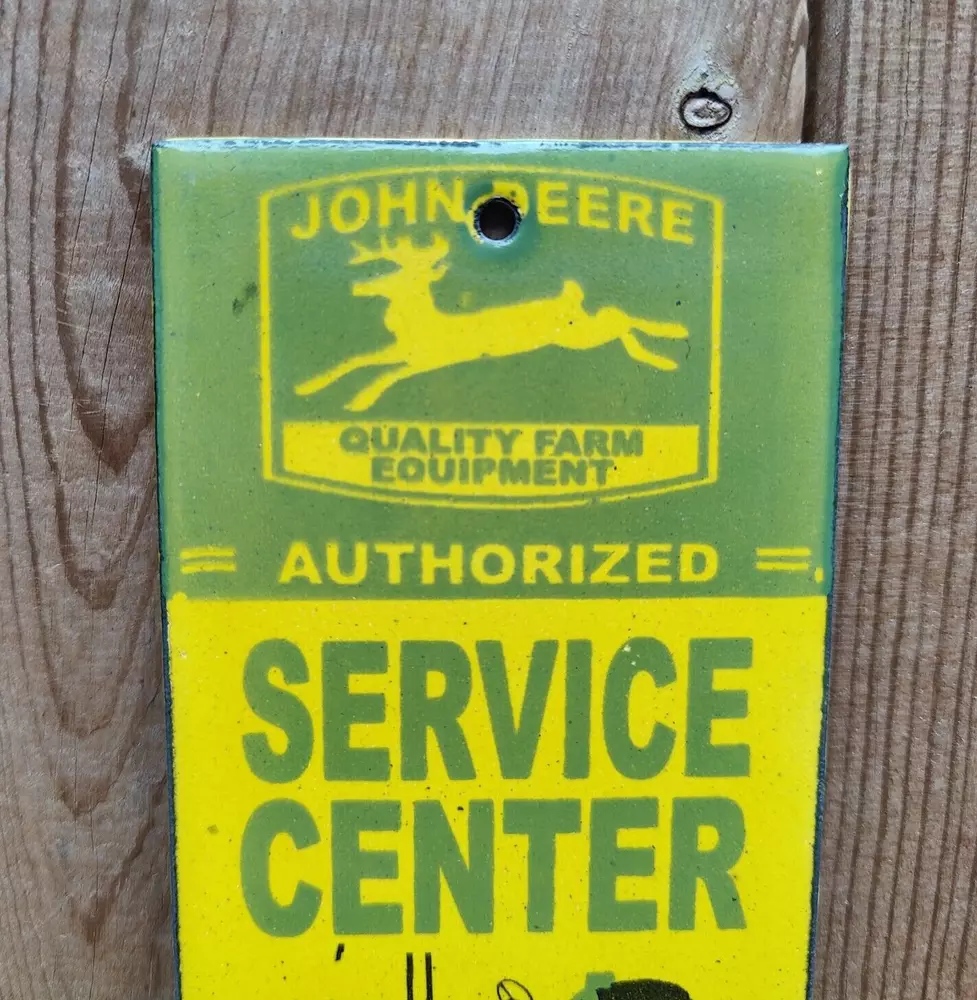 JOHN DEERE
QUALITY FARM
EQUIPMENT
AUTHORIZED
SERVICE
CENTER